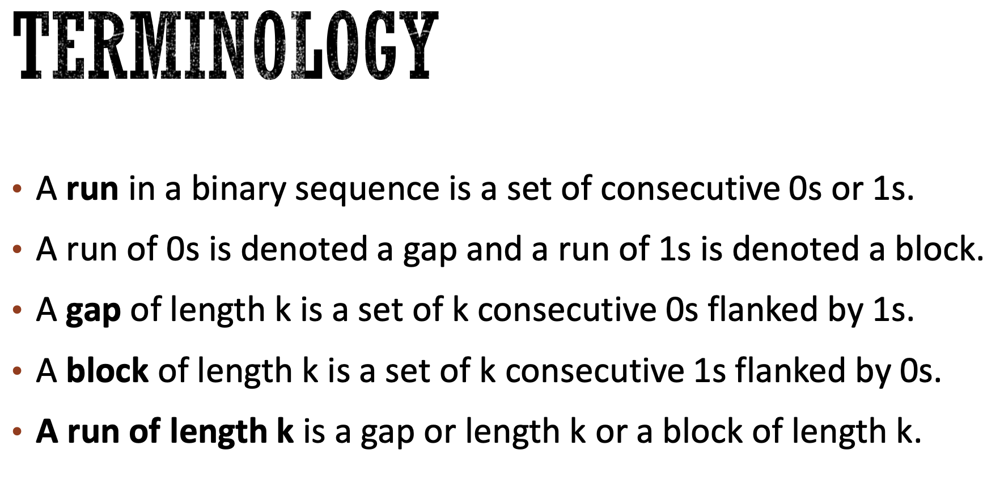 TERMINOLOGY
• A run in a binary sequence is a set of consecutive 0s or 1s.
• A run of 0s is denoted a gap and a run of 1s is denoted a block.
• A gap of length k is a set of k consecutive 0s flanked by 1s.
• A block of length k is a set of k consecutive 1s flanked by 0s.
• A run of length k is a gap or length k or a block of length k.